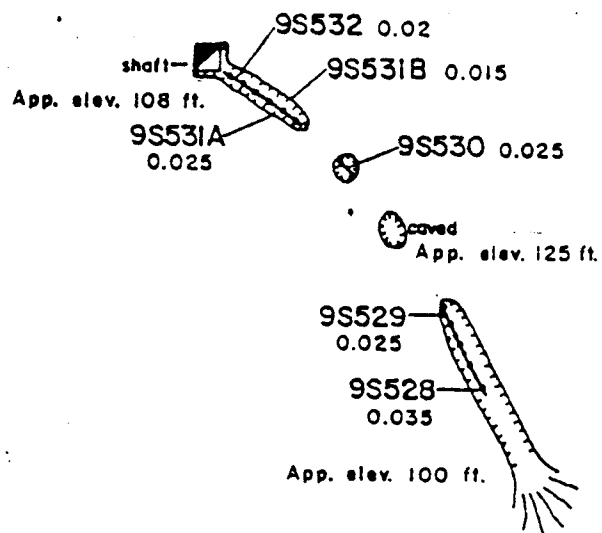 9S532 0.02
shaft
9S531B 0.015
App. elev. 108 ft.
9S531A
0.025
9S530 0.025
caved
App. elev. 125 ft.
9S529
0.025
9S528
0.035
App. elev. 100 ft.